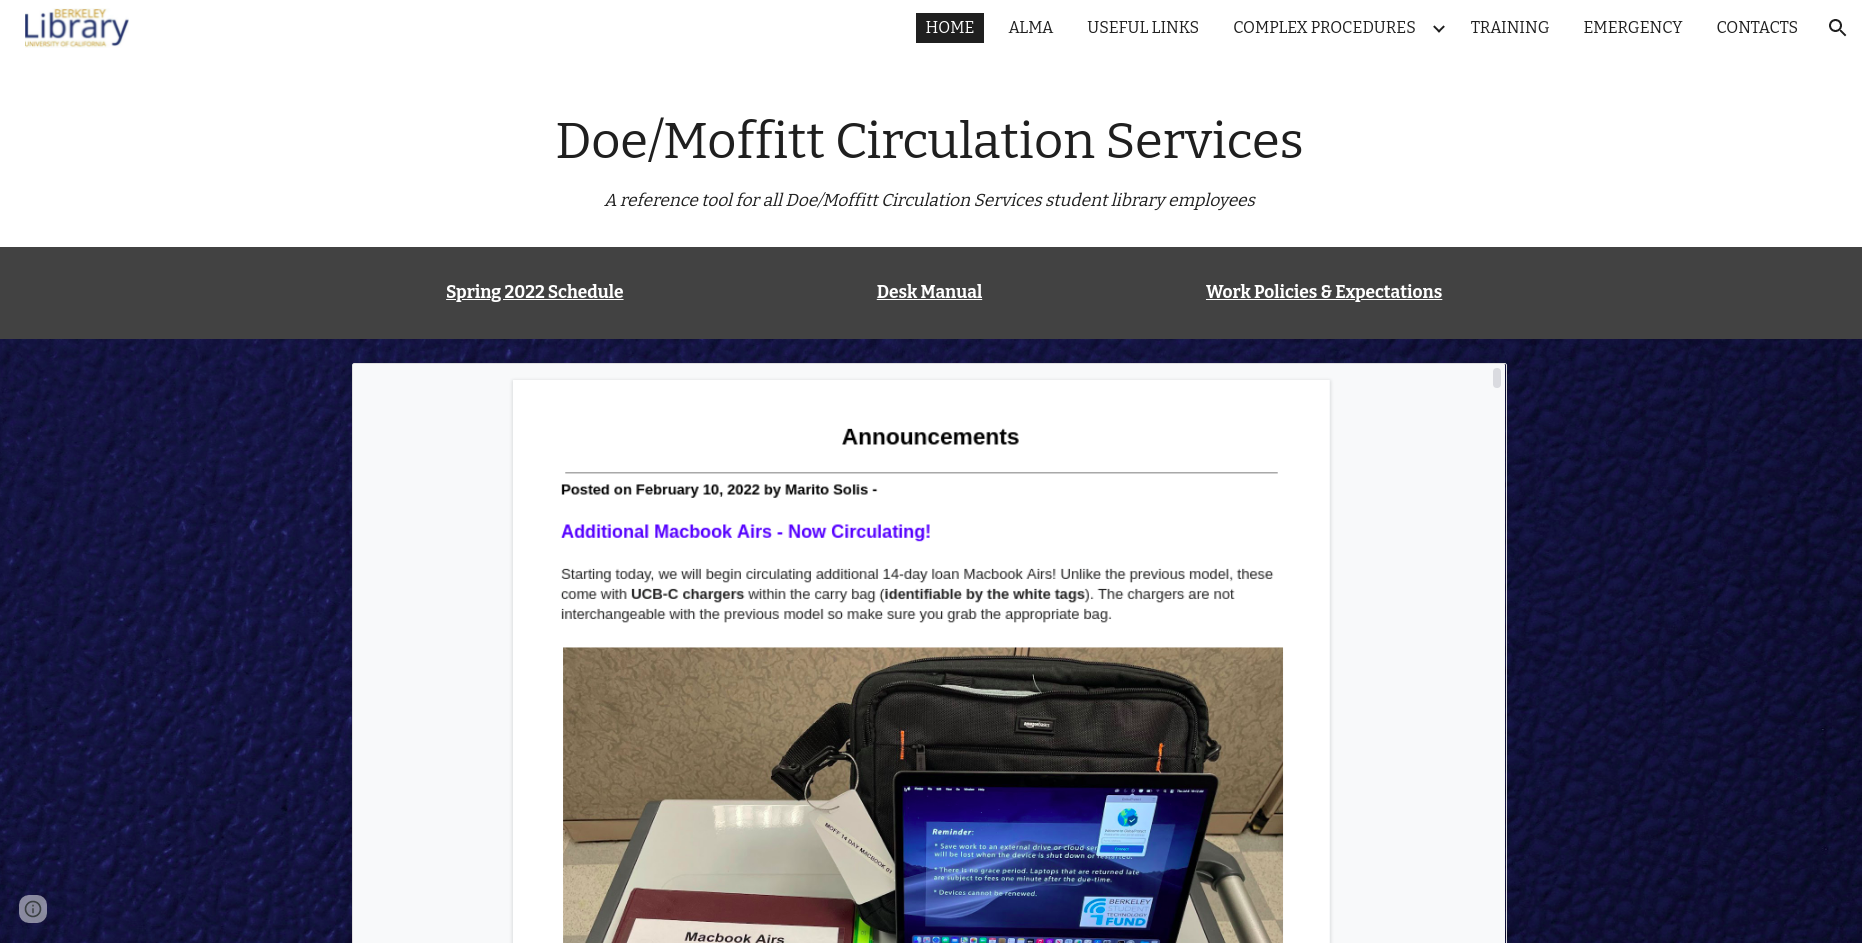 BERKELEY
Library
UNIVERSITY OF CALIFORNIA
HOME ALMA USEFUL LINKS COMPLEX PROCEDURES TRAINING EMERGENCY CONTACTS
Doe/Moffitt Circulation Services
A reference tool for all Doe/Moffitt Circulation Services student library employees
Spring 2022 Schedule Desk Manual Work Policies & Expectations
Announcements
Posted on February 10, 2022 by Marito Solis -
Additional Macbook Airs - Now Circulating!
Starting today, we will begin circulating additional 14-day loan Macbook Airs! Unlike the previous model, these
come with UCB-C chargers within the carry bag (identifiable by the white tags). The chargers are not
interchangeable with the previous model so make sure you grab the appropriate bag.
amazonbasics
MOFF 14 DAY MACBOOK
Reminder:
* Save work to an external drive or cloud
will be lost when the device is shut down or restarted.
* There is no grace period. Laptops that are returned late
are subject to fees one minute after the due-time.
* Devices cannot be renewed.
BERKELEY
STUDENT
TECHNOLOGY
FUND
Macbook Airs